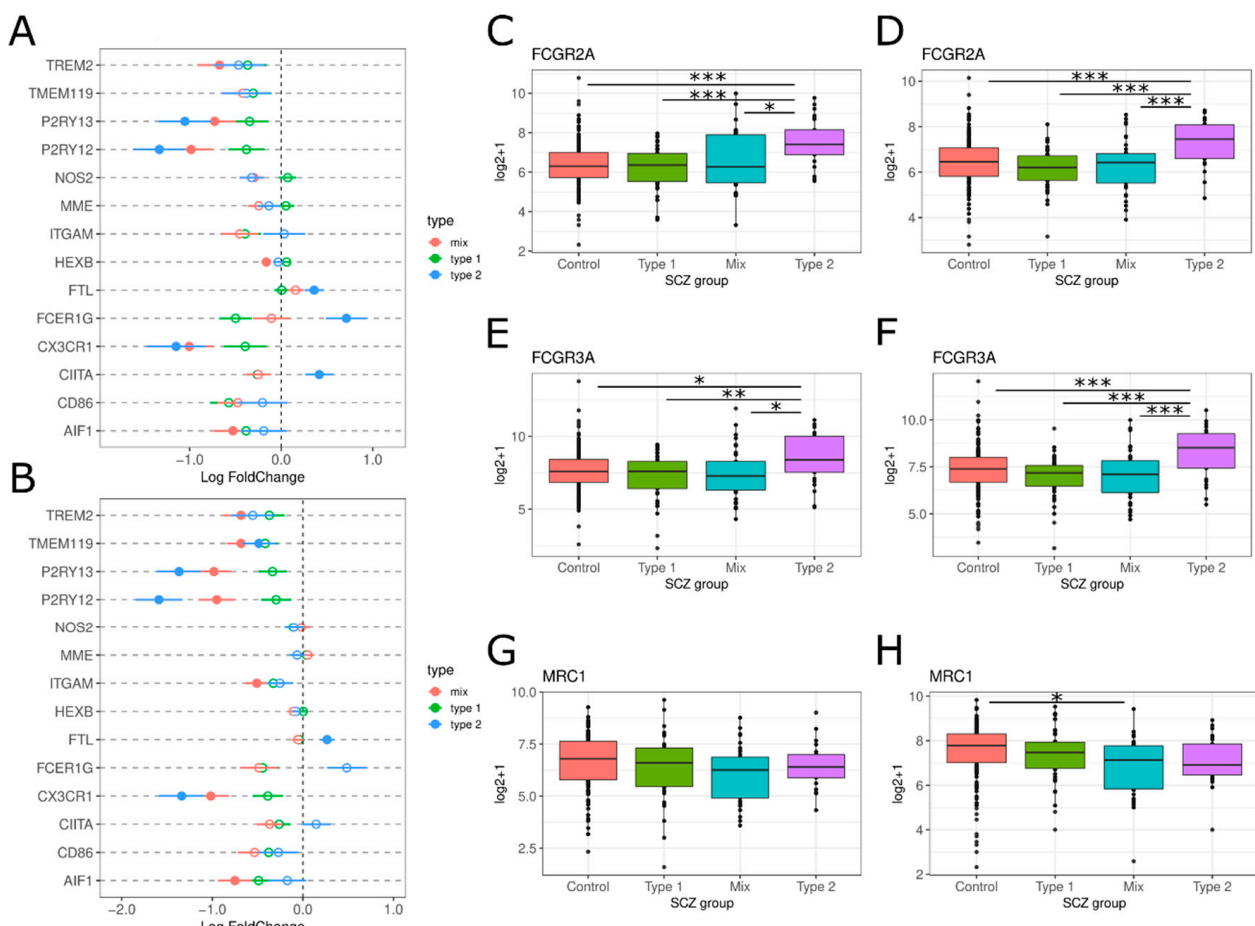 A
TREM2
TMEM119
P2RY13
P2RY12
NOS2
MME
ITGAM
HEXB
FTL
FCER1G
CX3CR1
CIITA
CD86
AIF1
-1.0 0.0 1.0
Log FoldChange
type
mix
type 1
type 2
B
TREM2
TMEM119
P2RY13
P2RY12
NOS2
MME
ITGAM
HEXB
FTL
FCER1G
CX3CR1
CIITA
CD86
AIF1
-2.0 -1.0 0.0 1.0
Log FoldChange
type
mix
type 1
type 2
C
FCGR2A
***
***
*
log2+1
10
8
6
4
2
Control Type 1 Mix Type 2
SCZ group
D
FCGR2A
***
***
***
log2+1
10
8
6
4
Control Type 1 Mix Type 2
SCZ group
E
FCGR3A
*
**
*
log2+1
10
5
Control Type 1 Mix Type 2
SCZ group
F
FCGR3A
***
***
***
log2+1
10.0
7.5
5.0
Control Type 1 Mix Type 2
SCZ group
G
MRC1
log2+1
10.0
7.5
5.0
2.5
Control Type 1 Mix Type 2
SCZ group
H
MRC1
*
log2+1
10
8
6
4
2
Control Type 1 Mix Type 2
SCZ group